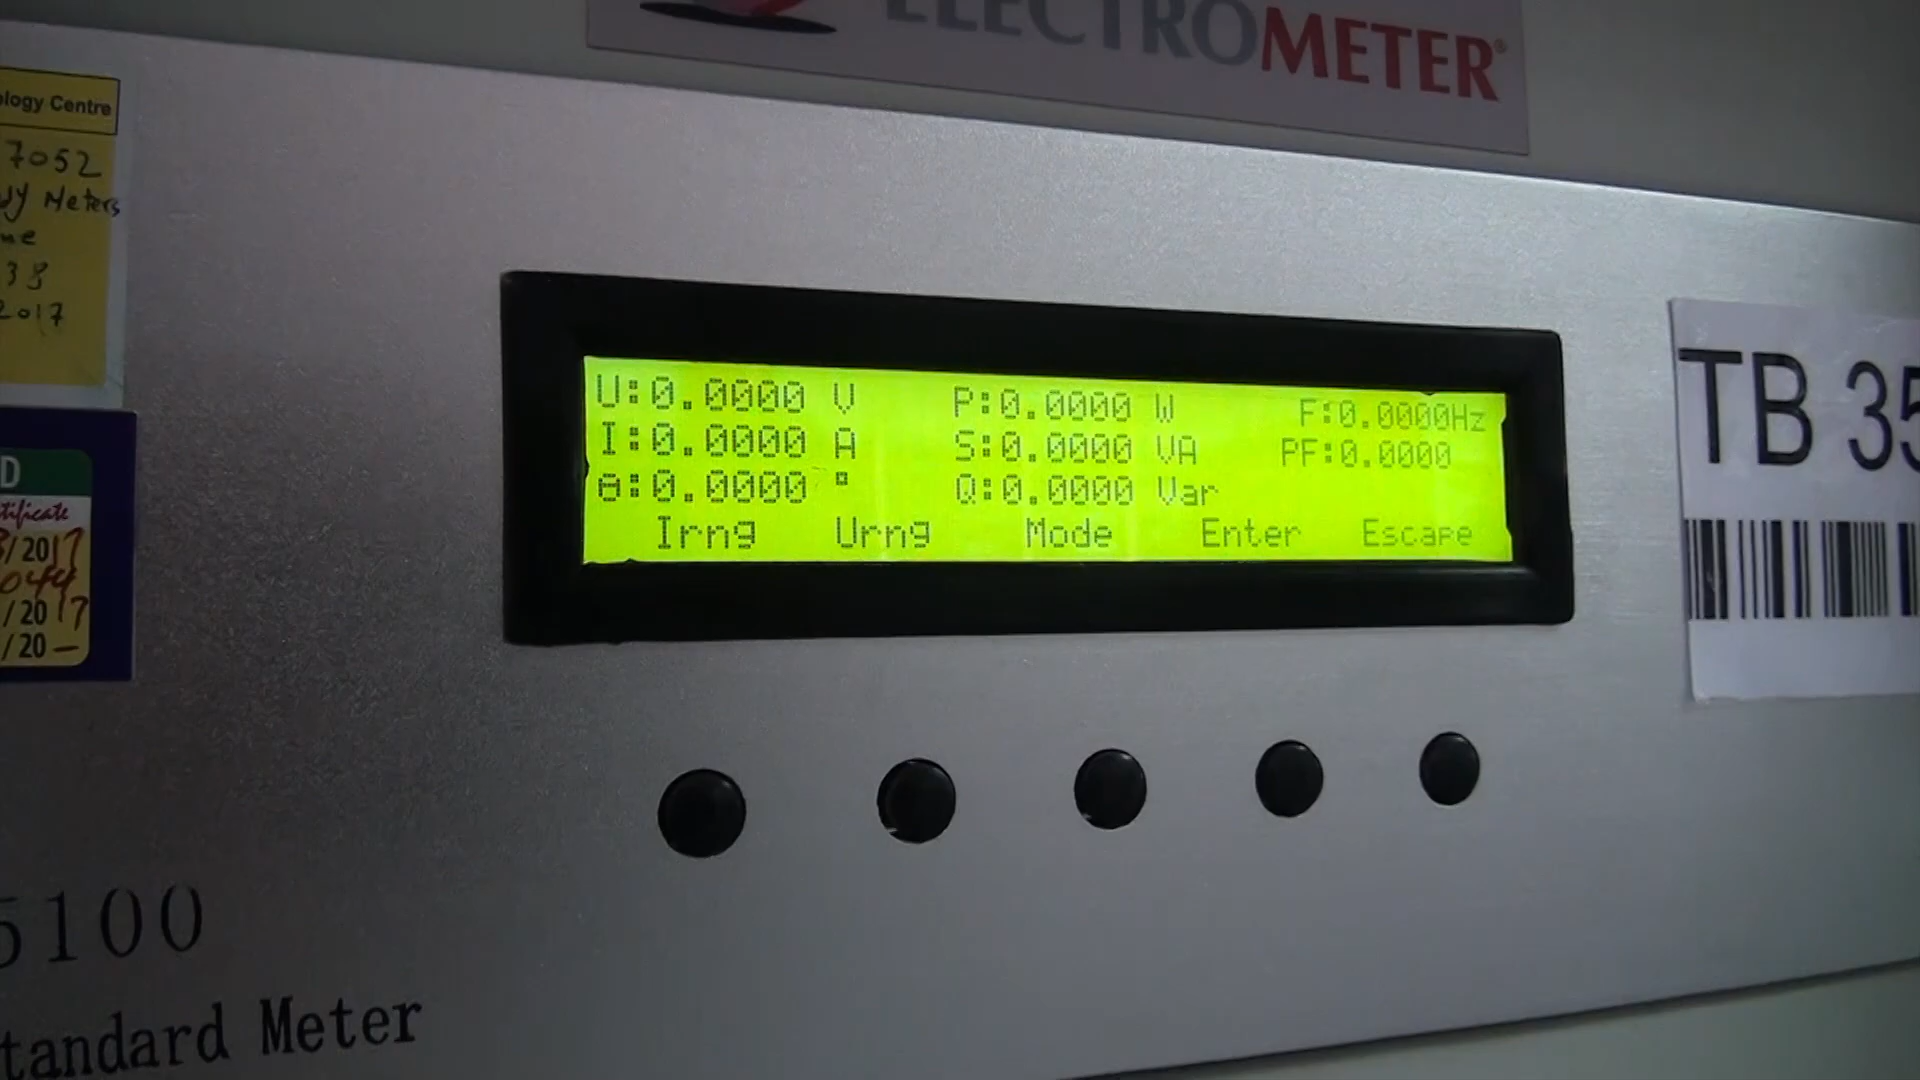 ELECTROMETER®
ology Centre
7052
Meters
38
2017
U:0.0000 V P:0.0000 W F:0.0000Hz
I:0.0000 A S:0.0000 VA PF:0.0000
θ:0.0000 ° Q:0.0000 Var
Irng Urng Mode Enter Escape
TB 35
D
tificate
/2017
044
/2017
/20 —
5100
tandard Meter